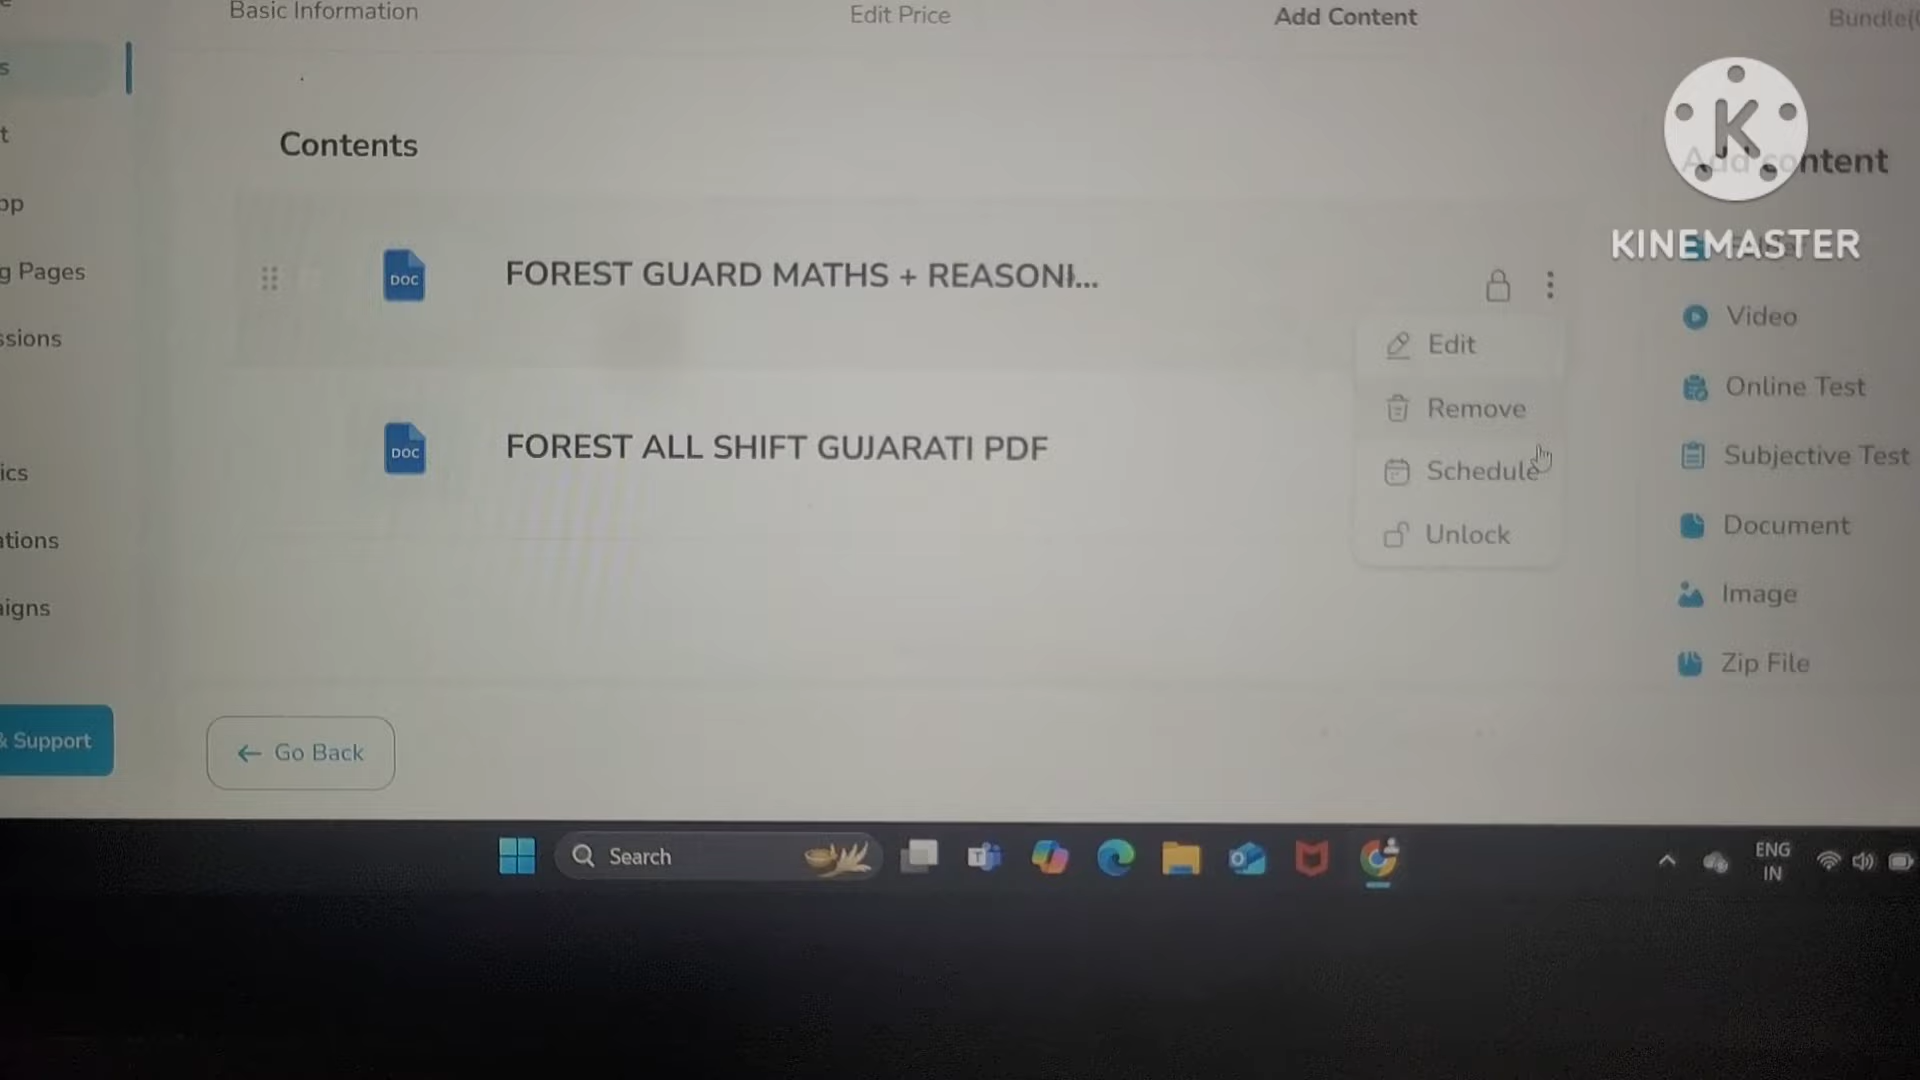 Basic Information
Edit Price
Add Content
Contents
ntent
KINEMASTER
K
DOC
FOREST GUARD MATHS + REASONI...
Edit
Remove
Schedule
Unlock
DOC
FOREST ALL SHIFT GUJARATI PDF
Video
Online Test
Subjective Test
Document
Image
Zip File
s
t
pp
g Pages
ssions
ics
ations
aigns
& Support
Go Back
Search
ENG
IN